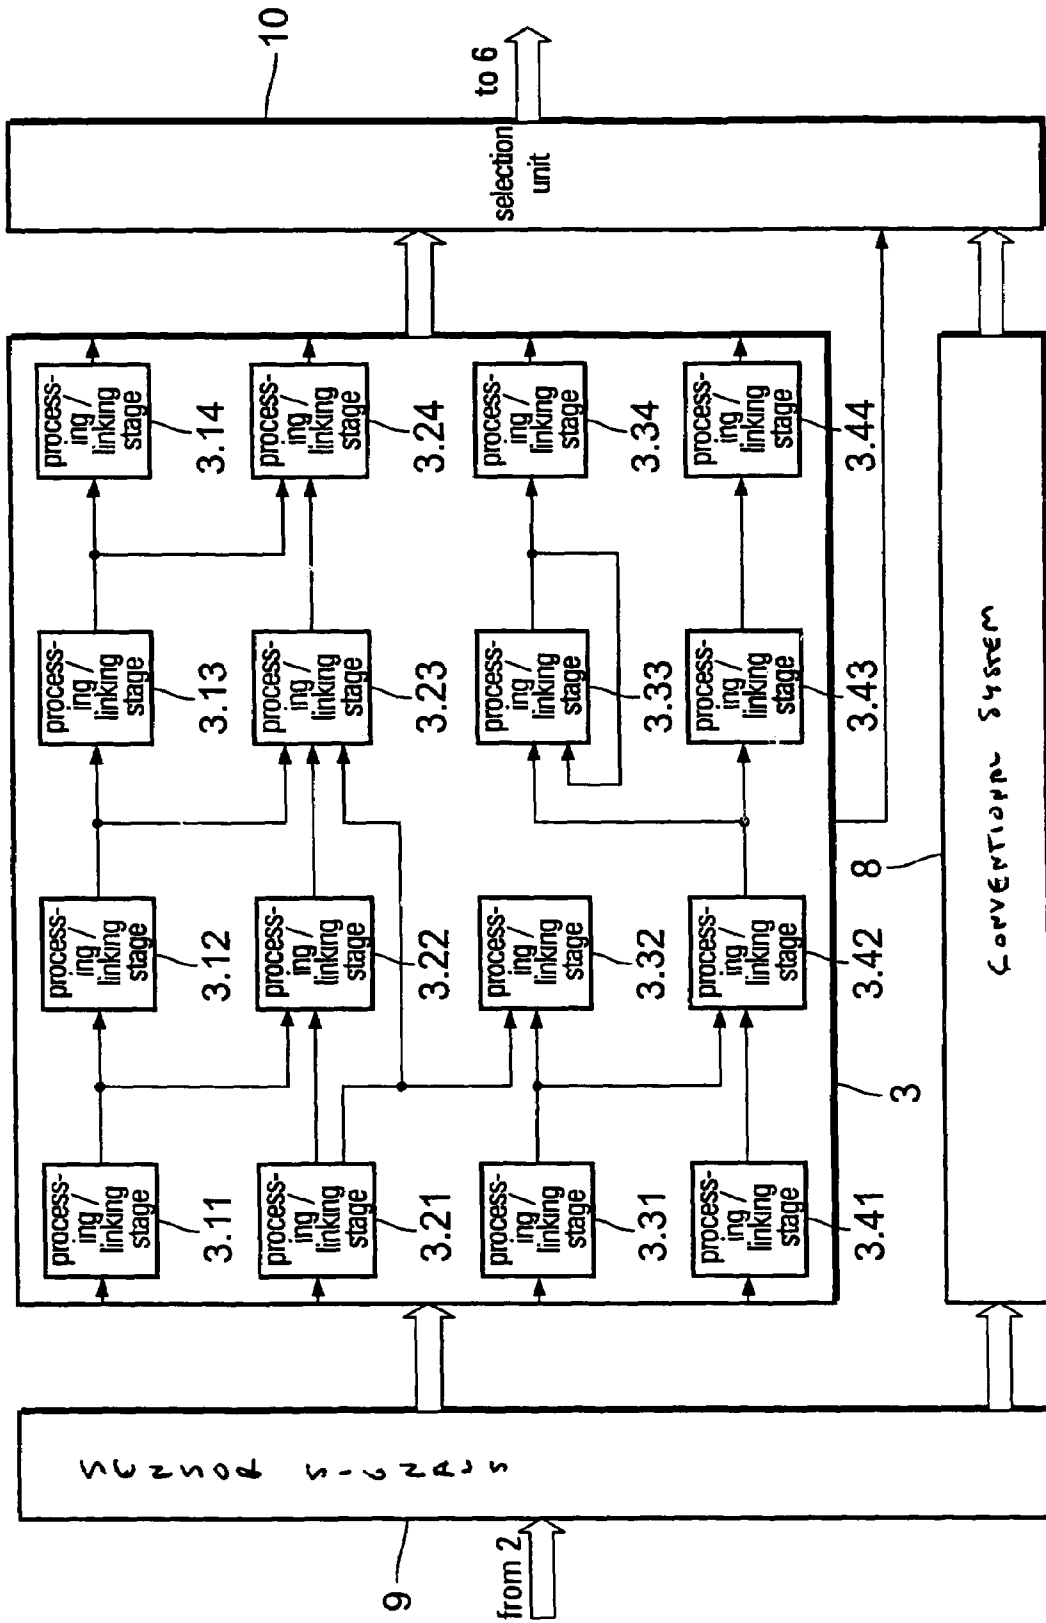 10
to 6
selection
unit
process-
ing/
linking
stage
3.14
process-
ing/
linking
stage
3.24
process-
ing/
linking
stage
3.34
process-
ing/
linking
stage
3.44
process-
ing/
linking
stage
3.13
process-
ing/
linking
stage
3.23
process-
ing/
linking
stage
3.33
process-
ing/
linking
stage
3.43
process-
ing/
linking
stage
3.12
process-
ing/
linking
stage
3.22
process-
ing/
linking
stage
3.32
process-
ing/
linking
stage
3.42
process-
ing/
linking
stage
3.11
process-
ing/
linking
stage
3.21
process-
ing/
linking
stage
3.31
process-
ing/
linking
stage
3.41
3
8
CONVENTIONAL SYSTEM
SENSOR SIGNALS
9
from 2